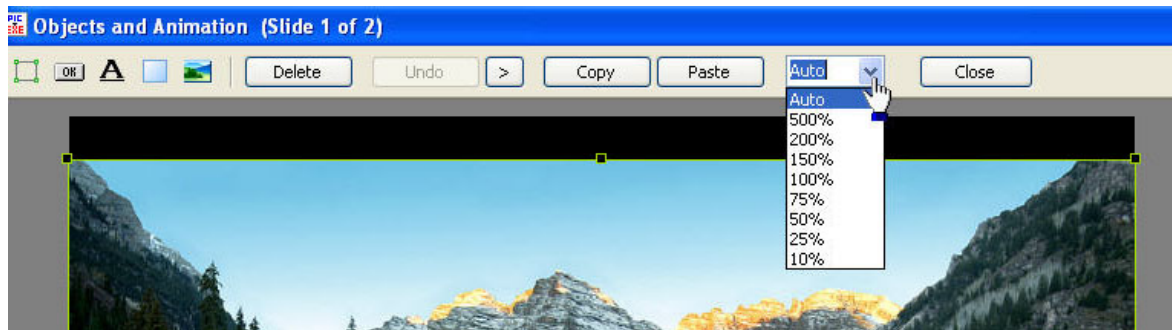 PIC
EXE
Objects and Animation (Slide 1 of 2)
OK A Delete Undo > Copy Paste Auto Close
Auto
500%
200%
150%
100%
75%
50%
25%
10%